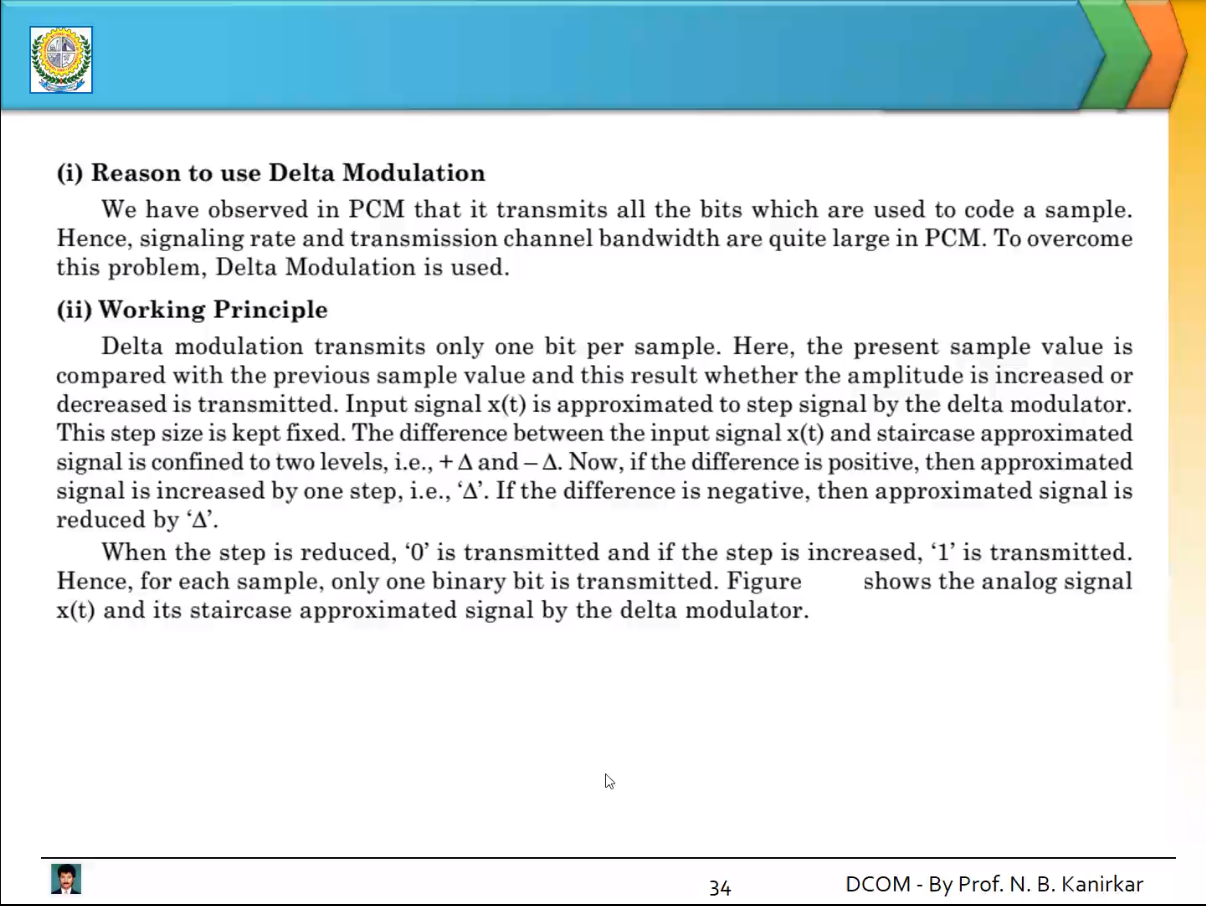 (i) Reason to use Delta Modulation
We have observed in PCM that it transmits all the bits which are used to code a sample.
Hence, signaling rate and transmission channel bandwidth are quite large in PCM. To overcome
this problem, Delta Modulation is used.
(ii) Working Principle
Delta modulation transmits only one bit per sample. Here, the present sample value is
compared with the previous sample value and this result whether the amplitude is increased or
decreased is transmitted. Input signal x(t) is approximated to step signal by the delta modulator.
This step size is kept fixed. The difference between the input signal x(t) and staircase approximated
signal is confined to two levels, i.e., + Δ and – Δ. Now, if the difference is positive, then approximated
signal is increased by one step, i.e., ‘Δ’. If the difference is negative, then approximated signal is
reduced by ‘Δ’.
When the step is reduced, ‘0’ is transmitted and if the step is increased, ‘1’ is transmitted.
Hence, for each sample, only one binary bit is transmitted. Figure shows the analog signal
x(t) and its staircase approximated signal by the delta modulator.
34
DCOM - By Prof. N. B. Kanirkar